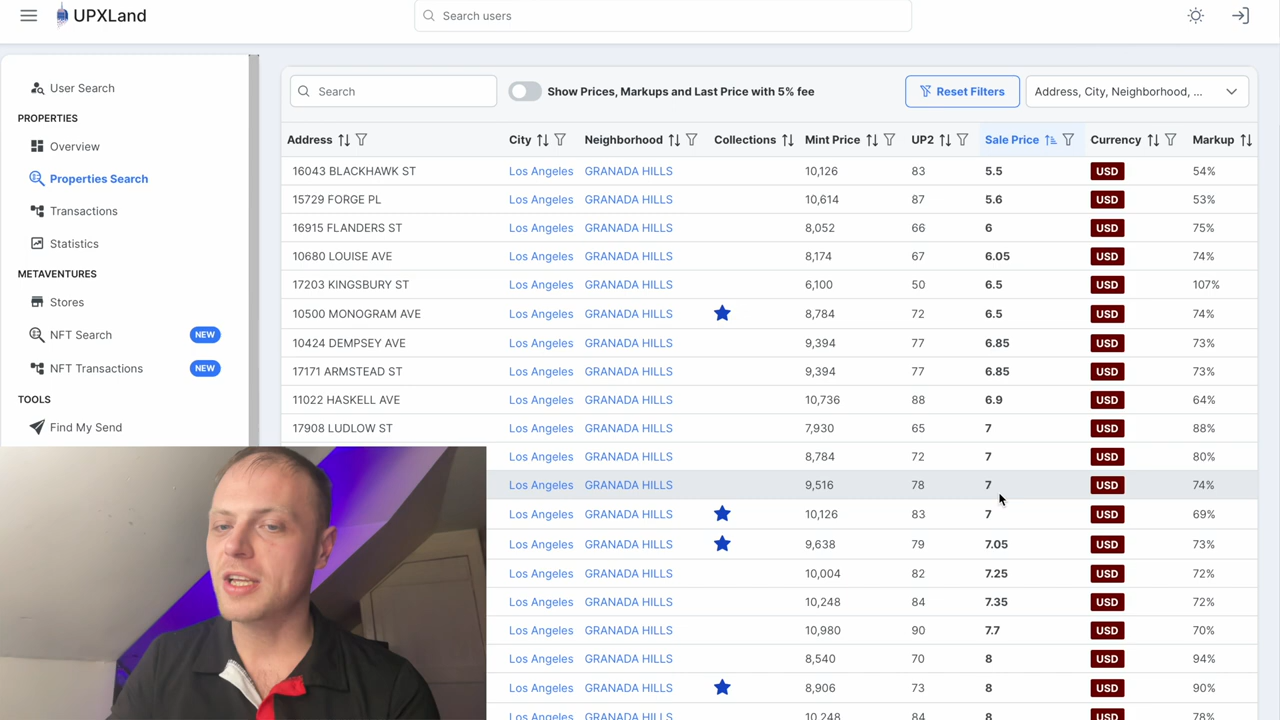 UPXLand
Search users
User Search
PROPERTIES
Overview
Properties Search
Transactions
Statistics
METAVENTURES
Stores
NFT Search NEW
NFT Transactions NEW
TOOLS
Find My Send
Search
Show Prices, Markups and Last Price with 5% fee
Reset Filters
Address, City, Neighborhood, ...
Address City Neighborhood Collections Mint Price UP2 Sale Price Currency Markup
16043 BLACKHAWK ST Los Angeles GRANADA HILLS 10,126 83 5.5 USD 54%
15729 FORGE PL Los Angeles GRANADA HILLS 10,614 87 5.6 USD 53%
16915 FLANDERS ST Los Angeles GRANADA HILLS 8,052 66 6 USD 75%
10680 LOUISE AVE Los Angeles GRANADA HILLS 8,174 67 6.05 USD 74%
17203 KINGSBURY ST Los Angeles GRANADA HILLS 6,100 50 6.5 USD 107%
10500 MONOGRAM AVE Los Angeles GRANADA HILLS 8,784 72 6.5 USD 74%
10424 DEMPSEY AVE Los Angeles GRANADA HILLS 9,394 77 6.85 USD 73%
17171 ARMSTEAD ST Los Angeles GRANADA HILLS 9,394 77 6.85 USD 73%
11022 HASKELL AVE Los Angeles GRANADA HILLS 10,736 88 6.9 USD 64%
17908 LUDLOW ST Los Angeles GRANADA HILLS 7,930 65 7 USD 88%
Los Angeles GRANADA HILLS 8,784 72 7 USD 80%
Los Angeles GRANADA HILLS 9,516 78 7 USD 74%
Los Angeles GRANADA HILLS 10,126 83 7 USD 69%
Los Angeles GRANADA HILLS 9,638 79 7.05 USD 73%
Los Angeles GRANADA HILLS 10,004 82 7.25 USD 72%
Los Angeles GRANADA HILLS 10,248 84 7.35 USD 72%
Los Angeles GRANADA HILLS 10,980 90 7.7 USD 70%
Los Angeles GRANADA HILLS 8,540 70 8 USD 94%
Los Angeles GRANADA HILLS 8,906 73 8 USD 90%
Los Angeles GRANADA HILLS 10,248 84 8 USD 78%